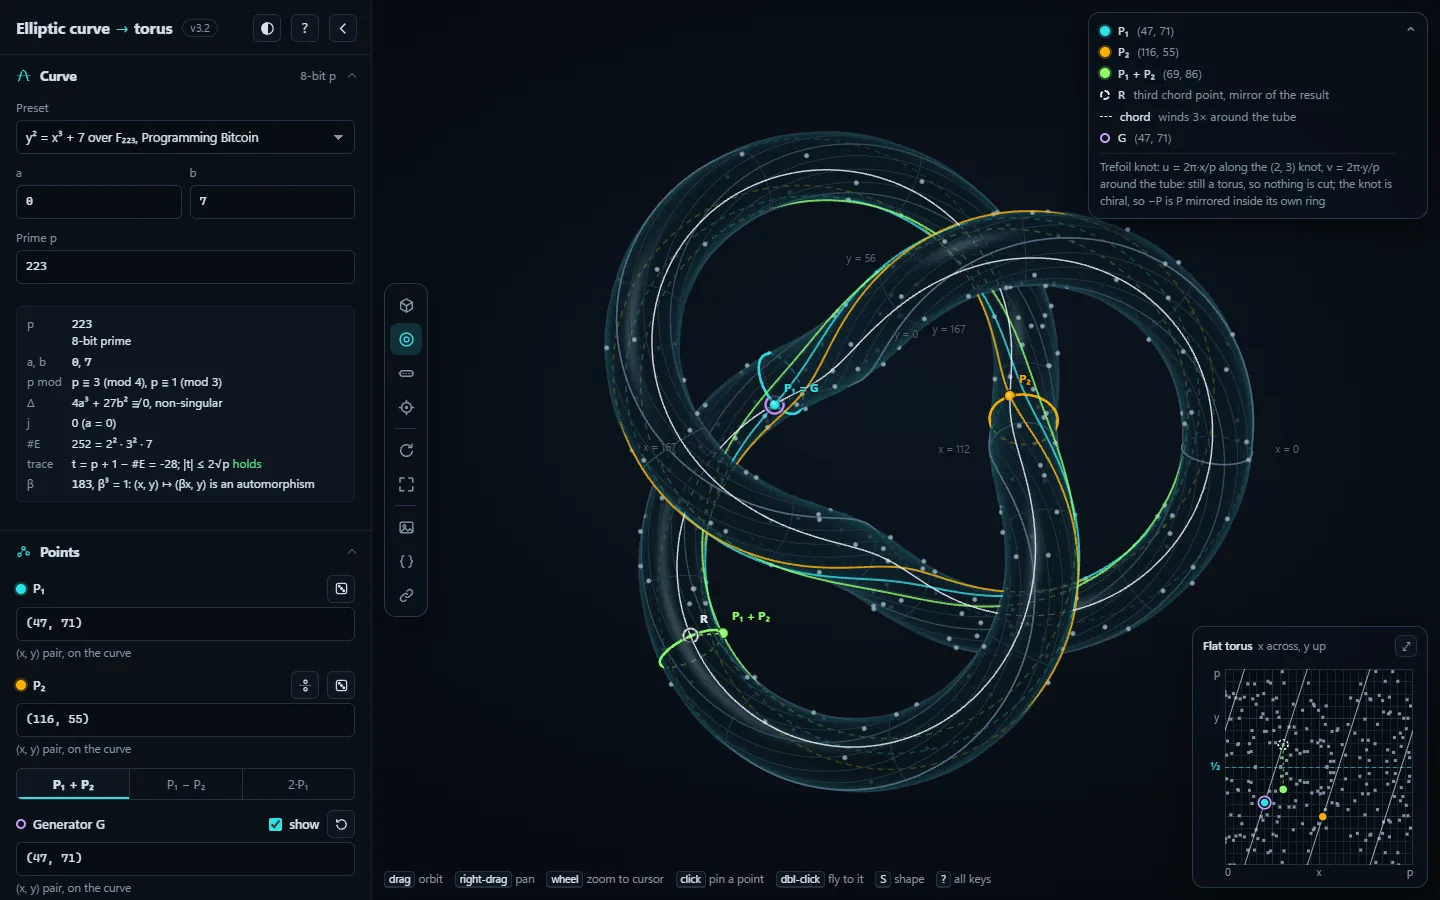 Elliptic curve → torus v3.2
?
Curve
8-bit p
Preset
y² = x³ + 7 over F₂₂₃, Programming Bitcoin
a b
0 7
Prime p
223
p 223
8-bit prime
a, b 0, 7
p mod p ≡ 3 (mod 4), p ≡ 1 (mod 3)
Δ 4a³ + 27b² ≢ 0, non-singular
j 0 (a = 0)
#E 252 = 2² · 3² · 7
trace t = p + 1 − #E = -28; |t| ≤ 2√p holds
β 183, β³ = 1: (x, y) ↦ (βx, y) is an automorphism
Points
P₁
(47, 71)
(x, y) pair, on the curve
P₂
(116, 55)
(x, y) pair, on the curve
P₁ + P₂ P₁ − P₂ 2·P₁
Generator G show
(47, 71)
(x, y) pair, on the curve
P₁ (47, 71)
P₂ (116, 55)
P₁ + P₂ (69, 86)
R third chord point, mirror of the result
chord winds 3× around the tube
G (47, 71)
Trefoil knot: u = 2π·x/p along the (2, 3) knot, v = 2π·y/p
around the tube: still a torus, so nothing is cut; the knot is
chiral, so −P is P mirrored inside its own ring
y = 56
y = 0
y = 167
P₁ = G
P₂
x = 167
x = 112
x = 0
R
P₁ + P₂
Flat torus x across, y up
p
y
½
0 x p
drag orbit right-drag pan wheel zoom to cursor click pin a point dbl-click fly to it S shape ? all keys